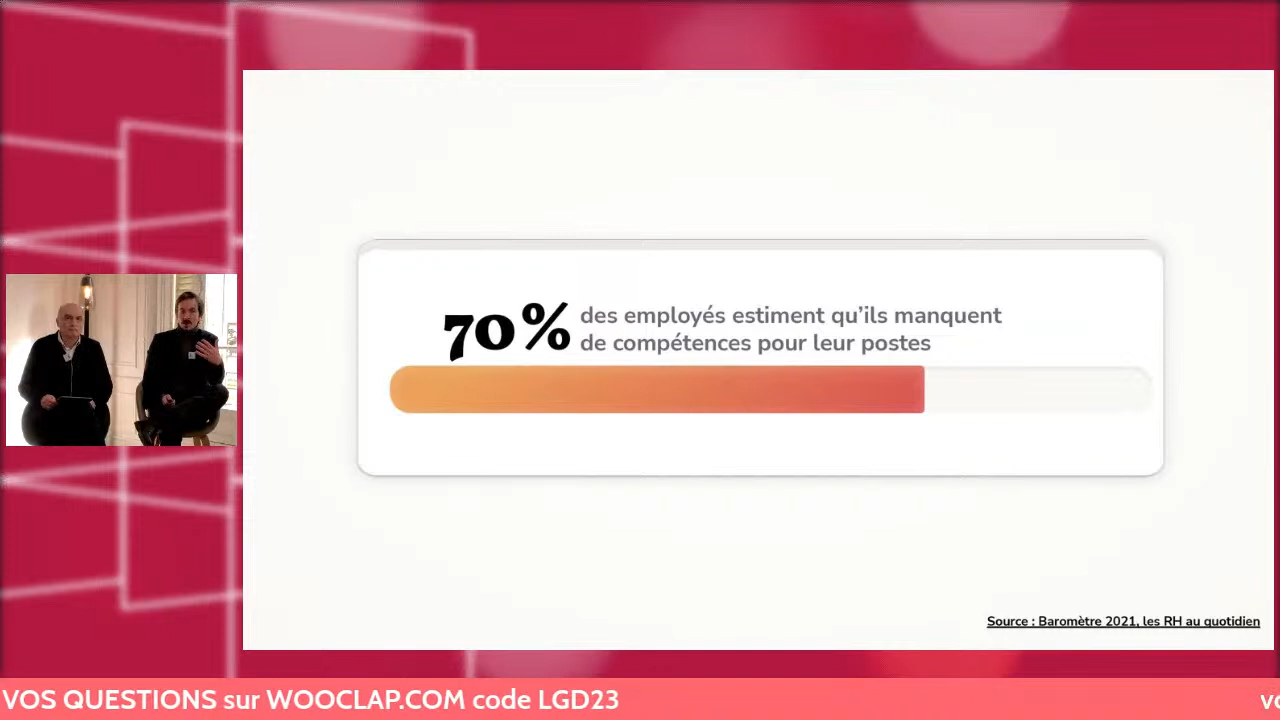 70%
des employés estiment qu’ils manquent
de compétences pour leur postes
Source : Baromètre 2021, les RH au quotidien
VOS QUESTIONS sur WOOCLAP.COM code LGD23